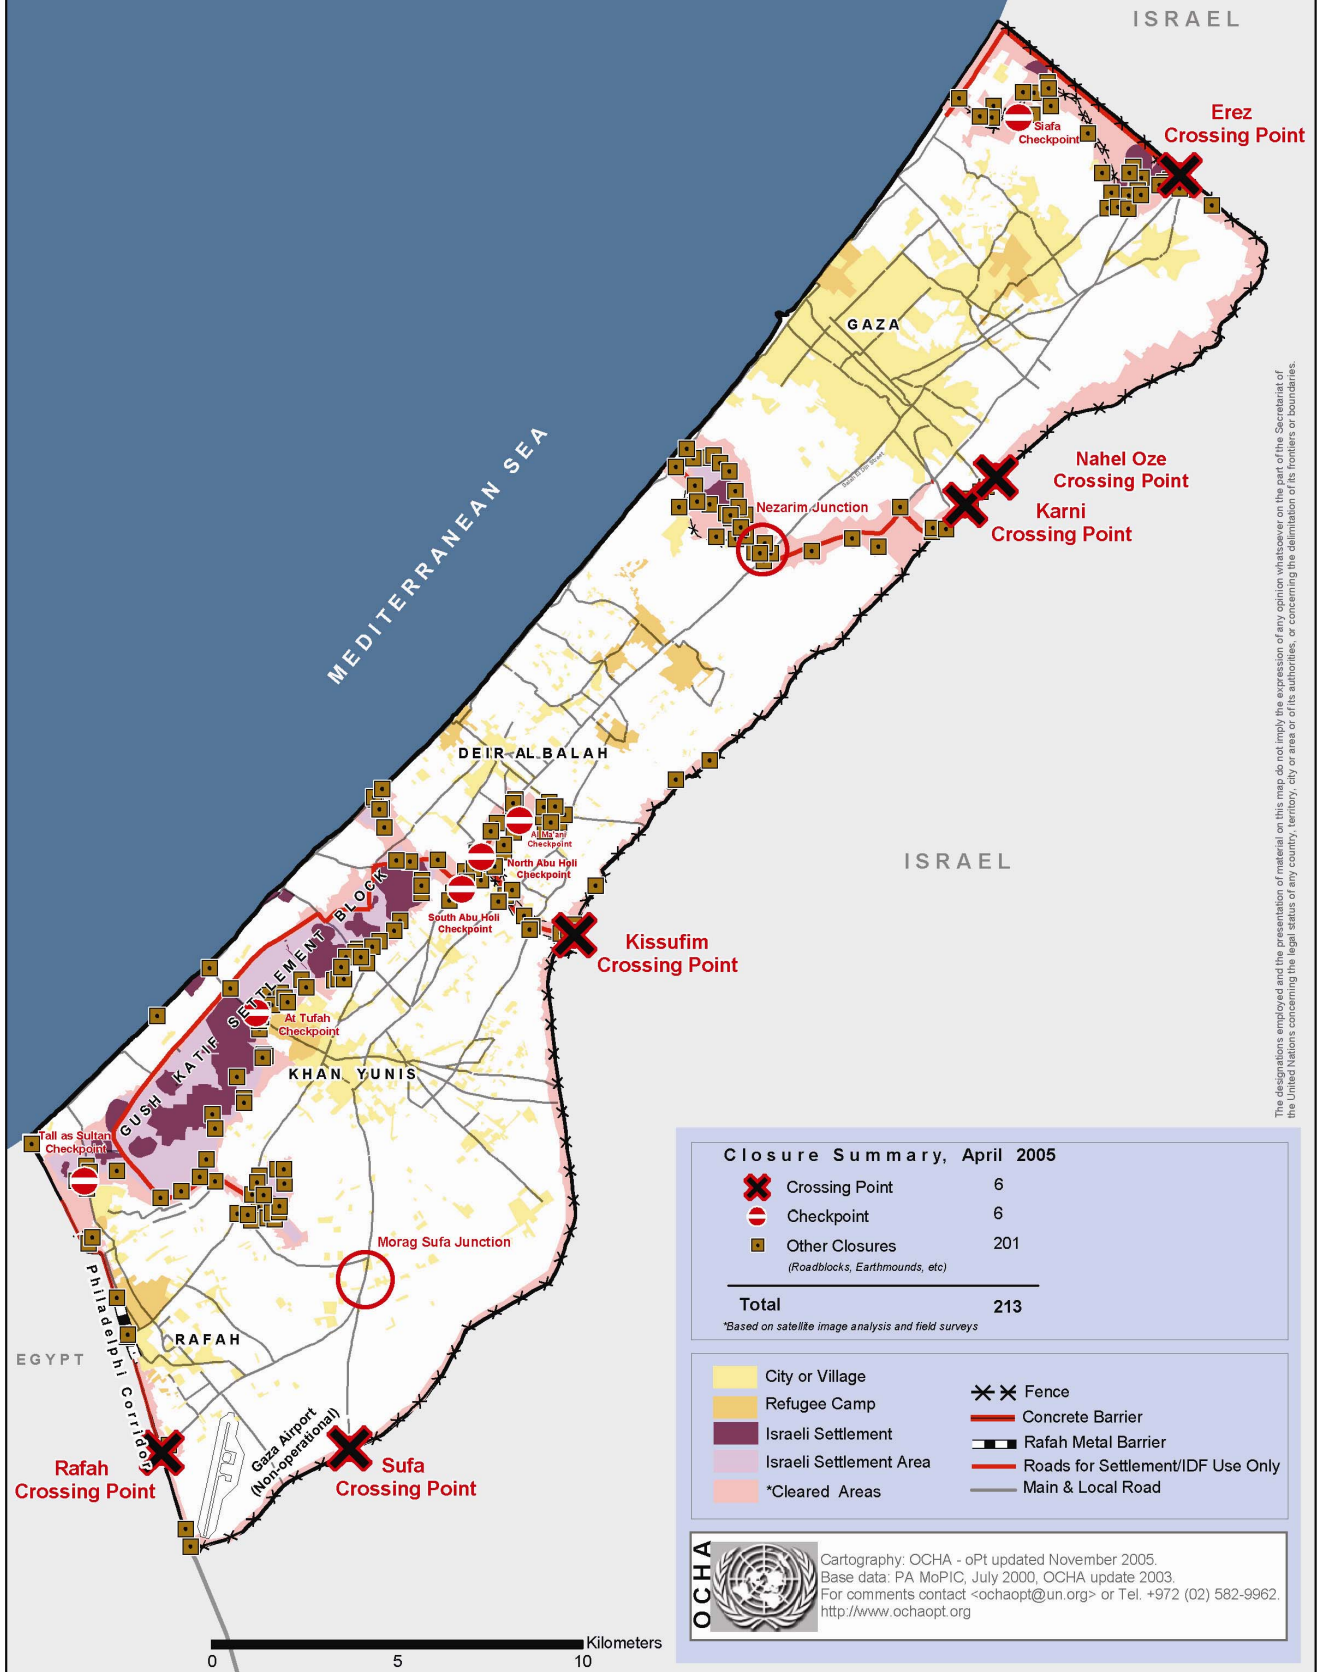 ISRAEL
Erez
Crossing Point
Siafa
Checkpoint
GAZA
MEDITERRANEAN SEA
Salah Ed Din Street
Nahel Oze
Crossing Point
Nezarim Junction
Karni
Crossing Point
The designations employed and the presentation of material on this map do not imply the expression of any opinion whatsoever on the part of the Secretariat of
the United Nations concerning the legal status of any country, territory, city or area or of its authorities, or concerning the delimitation of its frontiers or boundaries.
DEIR AL BALAH
Al Ma'ani
Checkpoint
North Abu Holi
Checkpoint
ISRAEL
South Abu Holi
Checkpoint
Kissufim
Crossing Point
GUSH KATIF SETTLEMENT BLOCK
At Tufah
Checkpoint
KHAN YUNIS
Tall as Sultan
Checkpoint
Morag Sufa Junction
Philadelphi Corridor
RAFAH
EGYPT
Gaza Airport
(Non-operational)
Rafah
Crossing Point
Sufa
Crossing Point
Closure Summary, April 2005
Crossing Point 6
Checkpoint 6
Other Closures 201
(Roadblocks, Earthmounds, etc)
Total 213
*Based on satellite image analysis and field surveys
City or Village
Refugee Camp
Israeli Settlement
Israeli Settlement Area
*Cleared Areas
Fence
Concrete Barrier
Rafah Metal Barrier
Roads for Settlement/IDF Use Only
Main & Local Road
OCHA
Cartography: OCHA - oPt updated November 2005.
Base data: PA MoPIC, July 2000, OCHA update 2003.
For comments contact <ochaopt@un.org> or Tel. +972 (02) 582-9962.
http://www.ochaopt.org
Kilometers
0 5 10